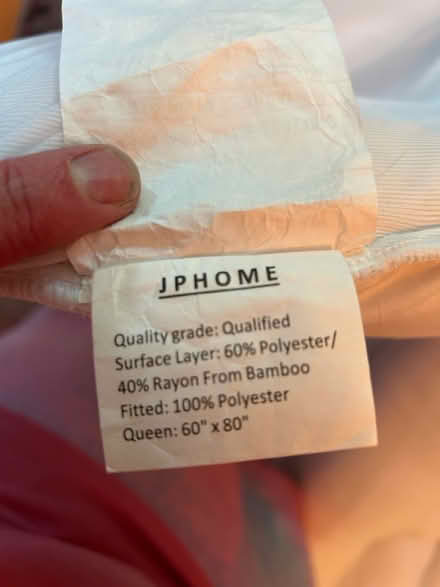 JPHOME
Quality grade: Qualified
Surface Layer: 60% Polyester/
40% Rayon From Bamboo
Fitted: 100% Polyester
Queen: 60" x 80"